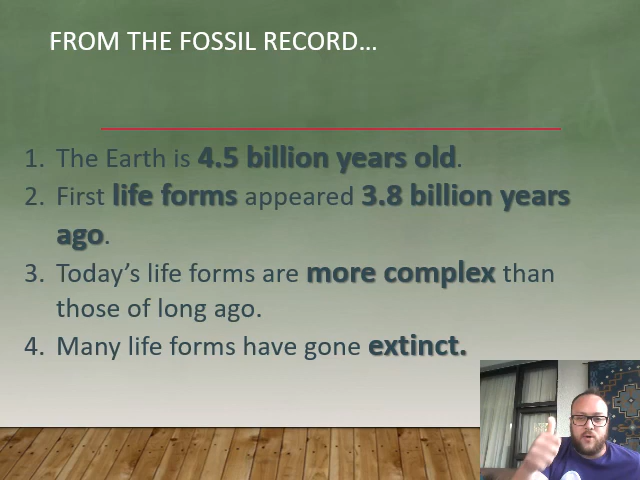 FROM THE FOSSIL RECORD…
1. The Earth is 4.5 billion years old.
2. First life forms appeared 3.8 billion years
ago.
3. Today’s life forms are more complex than
those of long ago.
4. Many life forms have gone extinct.